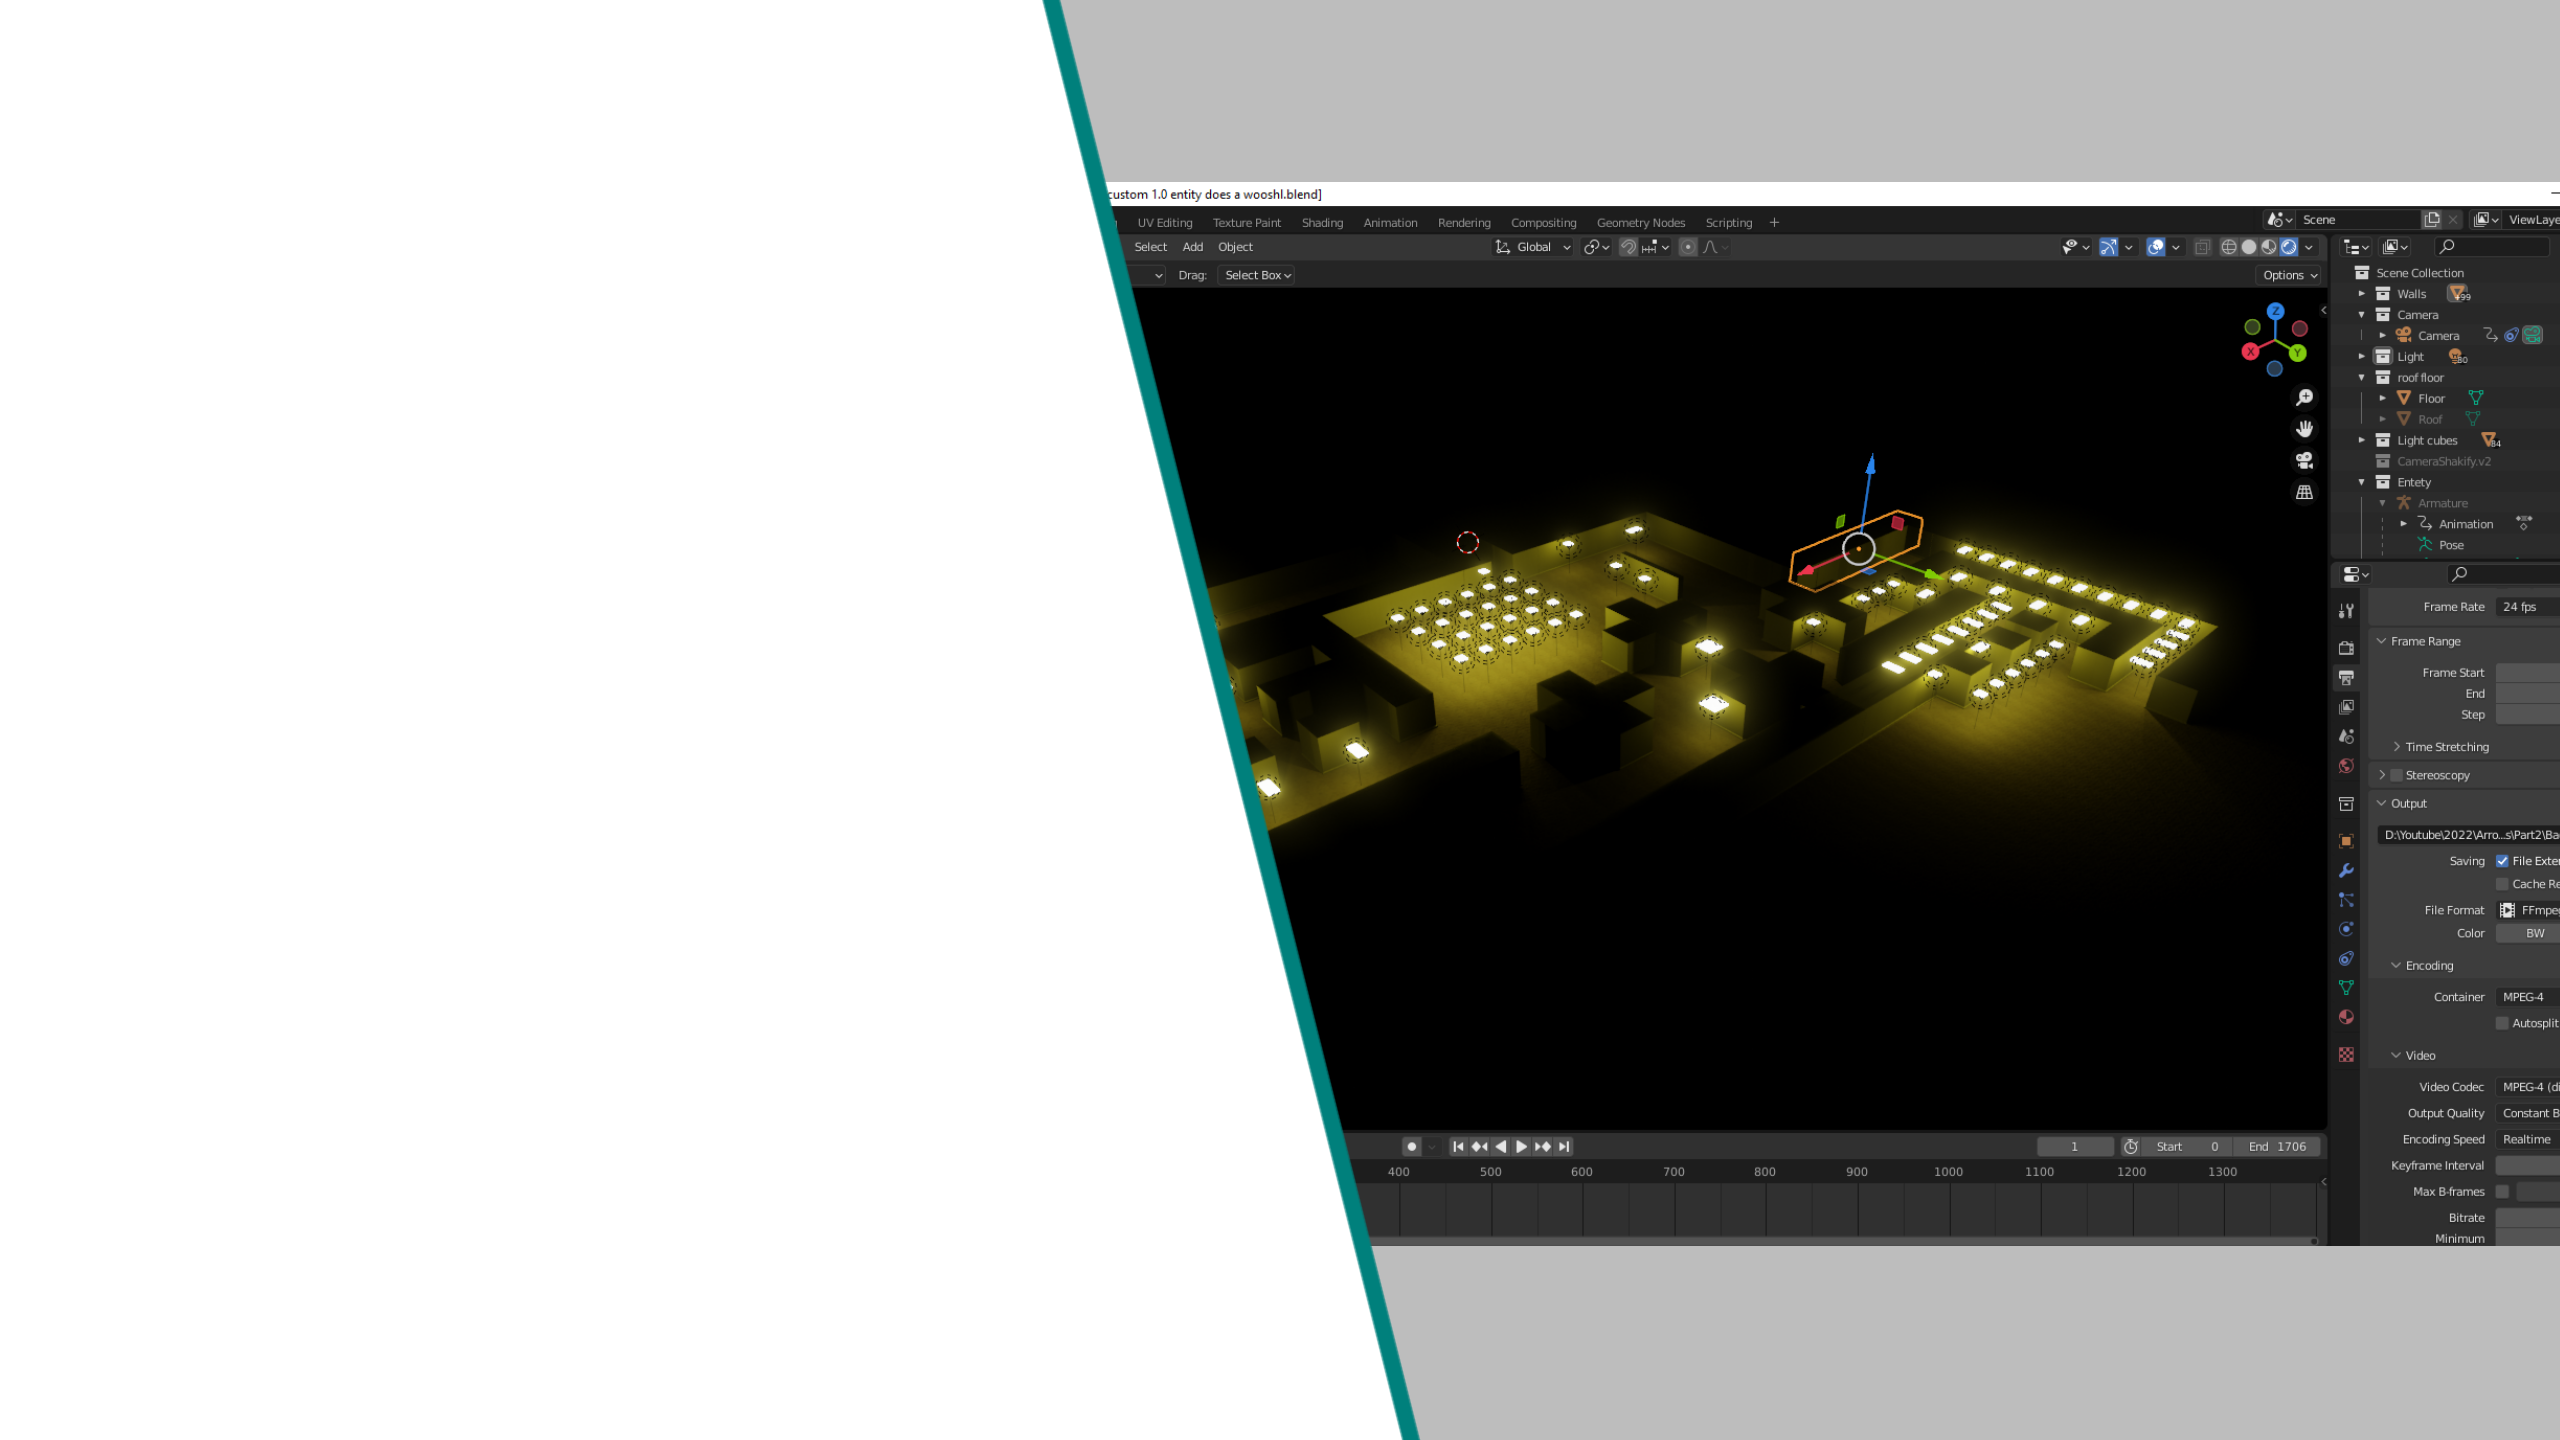 custom 1.0 entity does a wooshl.blend]
UV Editing Texture Paint Shading Animation Rendering Compositing Geometry Nodes Scripting +
Scene
ViewLaye
Select Add Object
Global
Drag: Select Box
Options
Scene Collection
Walls
Camera
Camera
Light
roof floor
Floor
Roof
Light cubes
CameraShakify.v2
Entety
Armature
Animation
Pose
Z
X
Y
Frame Rate 24 fps
Frame Range
Frame Start
End
Step
Time Stretching
Stereoscopy
Output
D:\Youtube\2022\Arro...s\Part2\Ba
Saving File Exte
Cache Re
File Format FFmpe
Color BW
Encoding
Container MPEG-4
Autosplit
Video
Video Codec MPEG-4 (di
Output Quality Constant B
Encoding Speed Realtime
Keyframe Interval
Max B-frames
Bitrate
Minimum
1 Start 0 End 1706
400 500 600 700 800 900 1000 1100 1200 1300